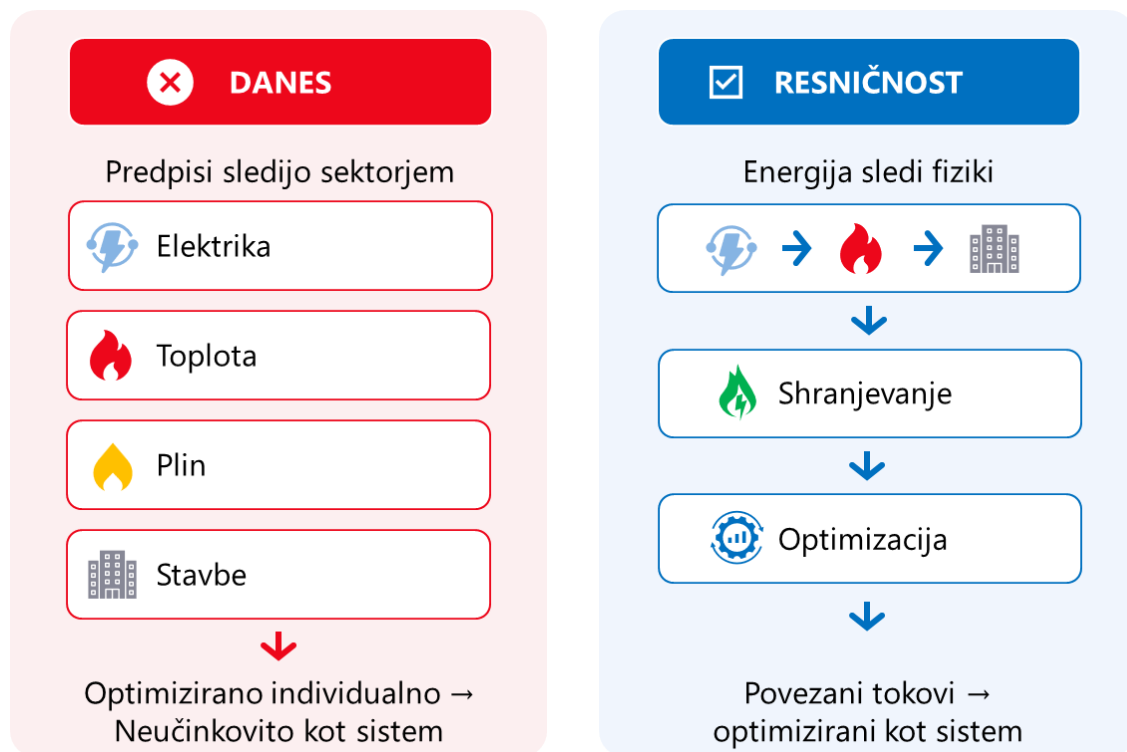 DANES
Predpisi sledijo sektorjem
Elektrika
Toplota
Plin
Stavbe
Optimizirano individualno →
Neučinkovito kot sistem
RESNIČNOST
Energija sledi fiziki
Shranjevanje
Optimizacija
Povezani tokovi →
optimizirani kot sistem